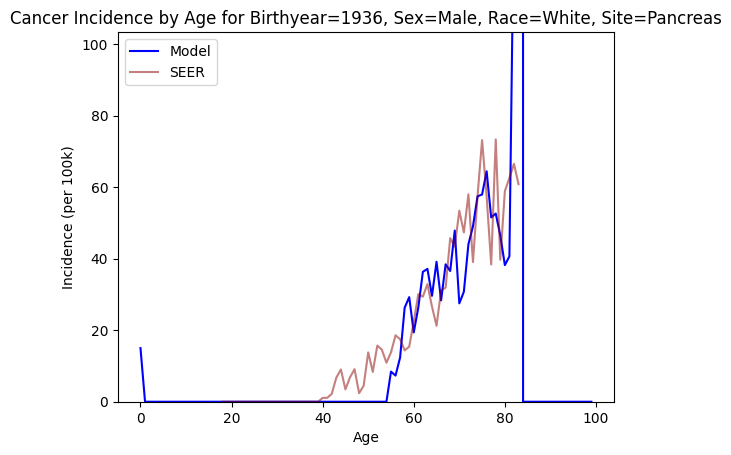 Cancer Incidence by Age for Birthyear=1936, Sex=Male, Race=White, Site=Pancreas
Model
SEER
100
80
60
40
20
0
Incidence (per 100k)
0 20 40 60 80 100
Age